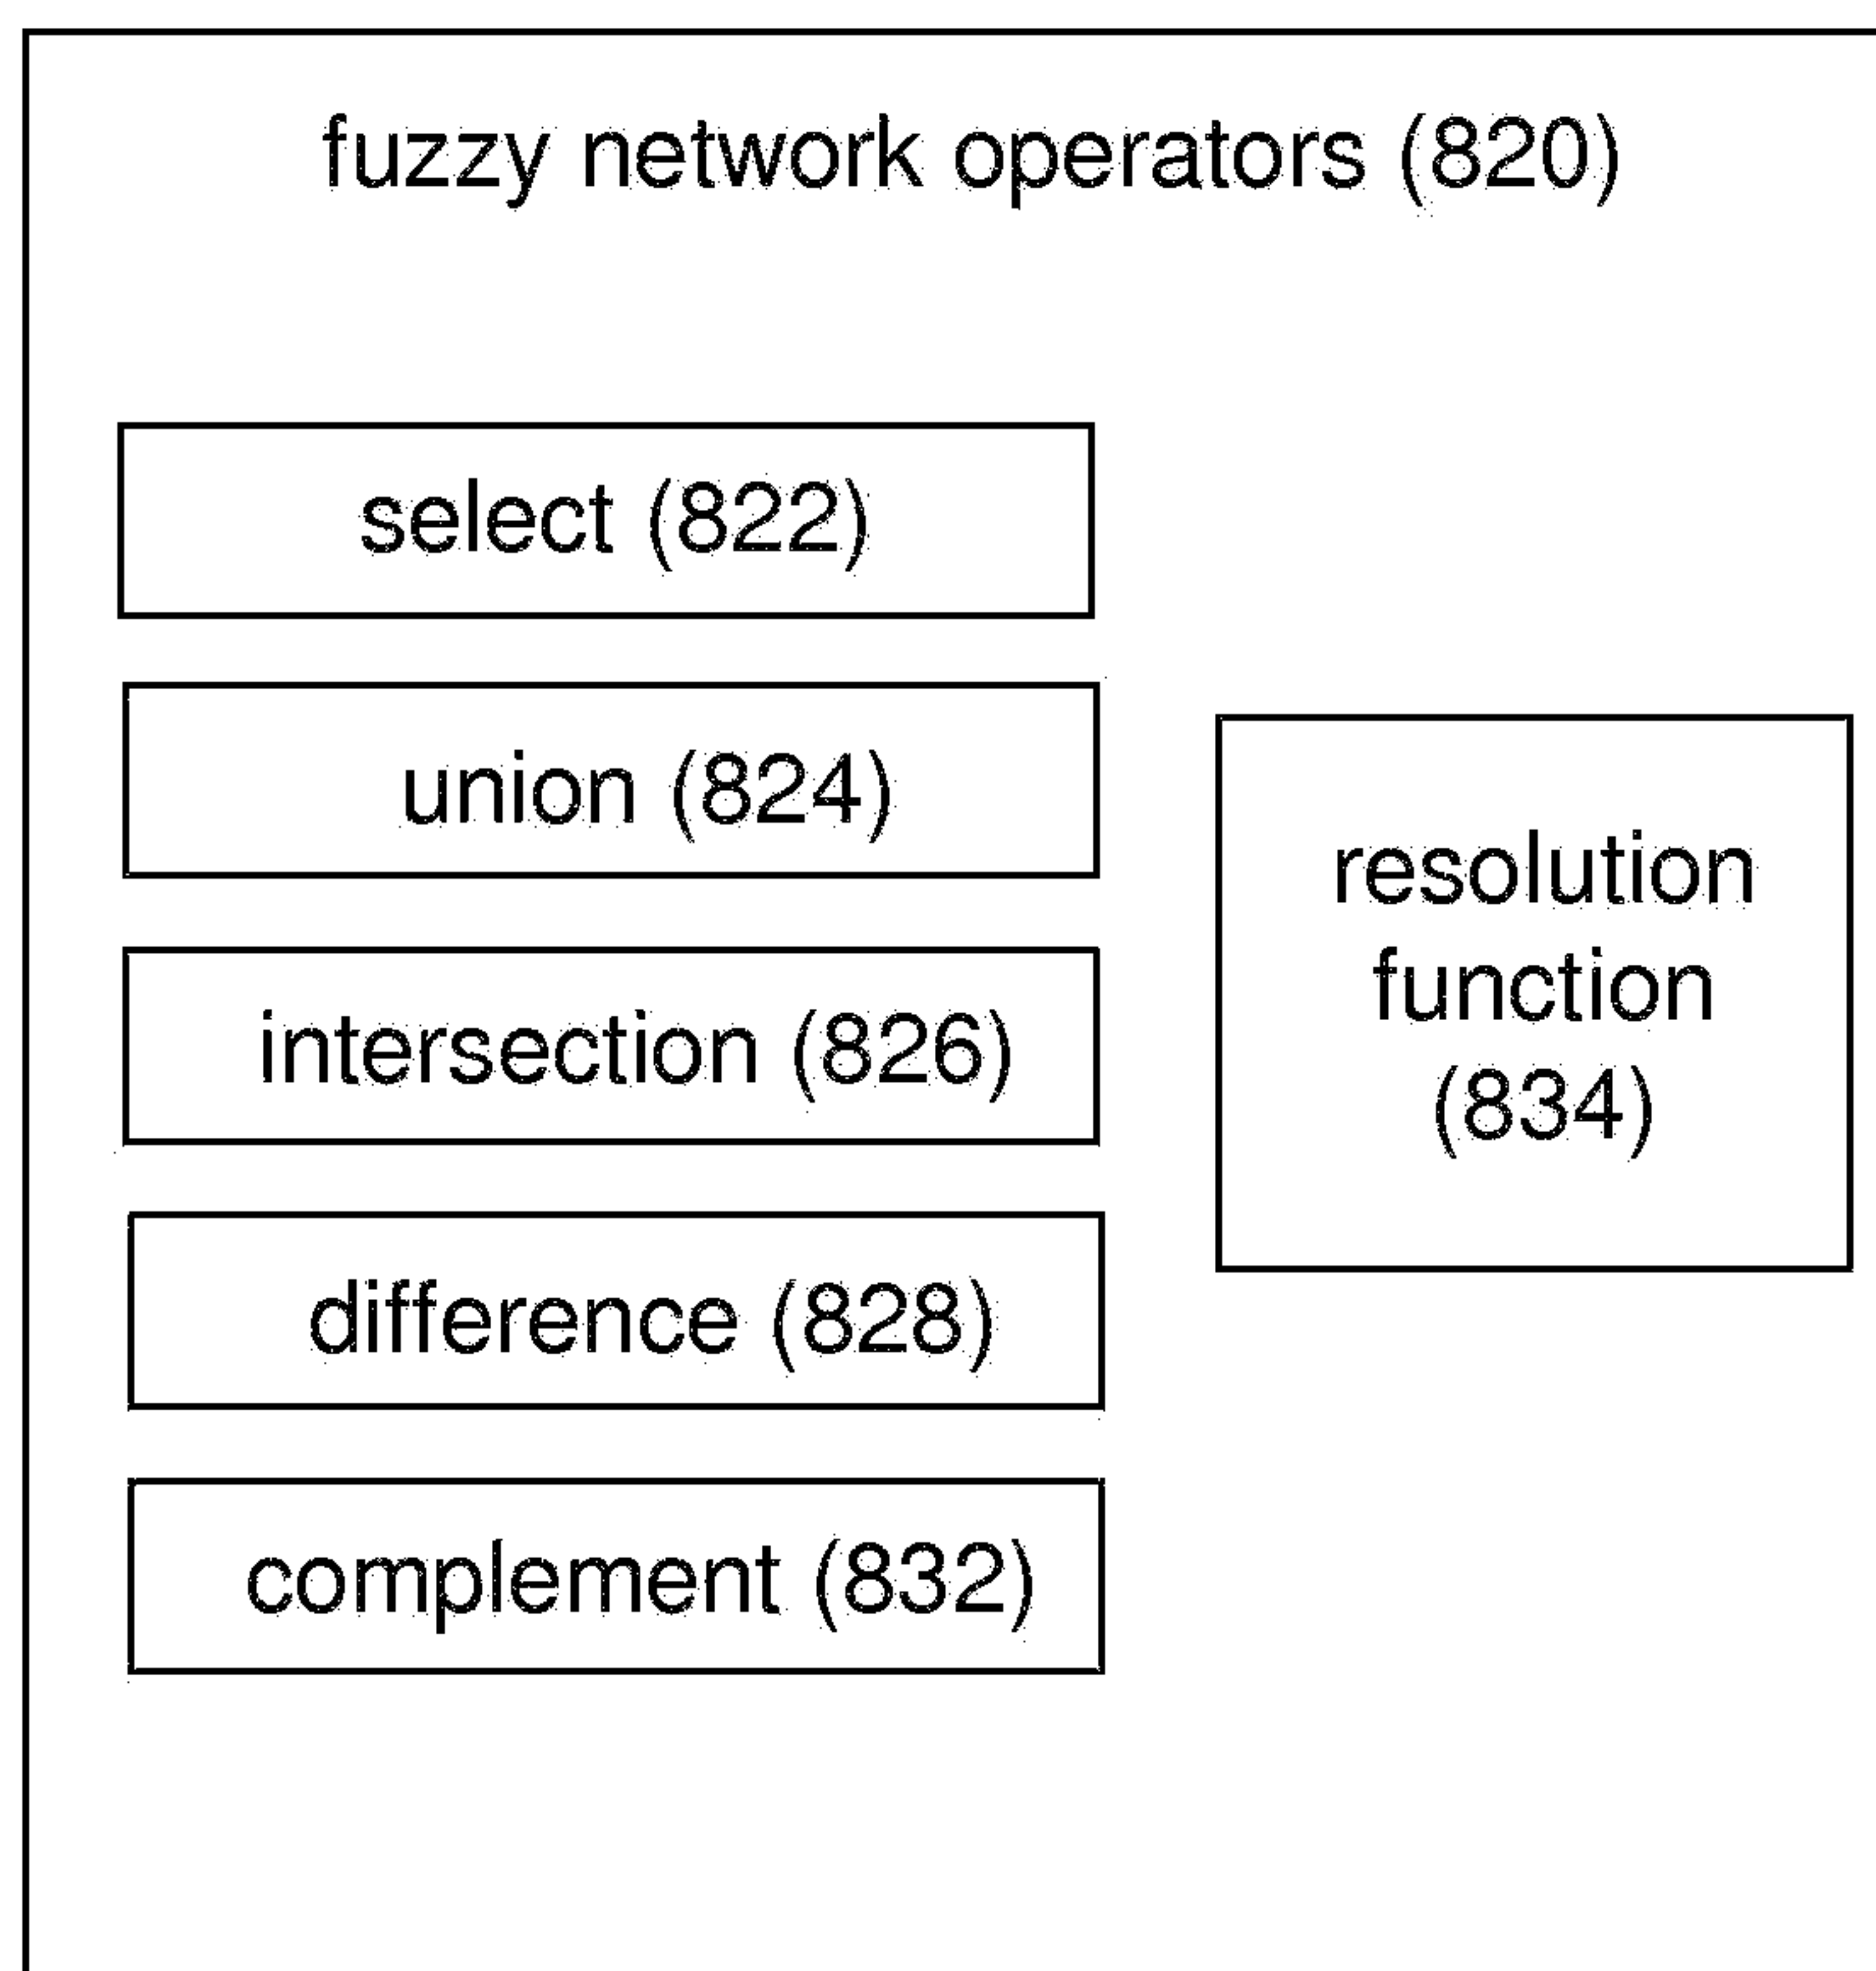 fuzzy network operators (820)
select (822)
union (824)
intersection (826)
difference (828)
complement (832)
resolution
function
(834)